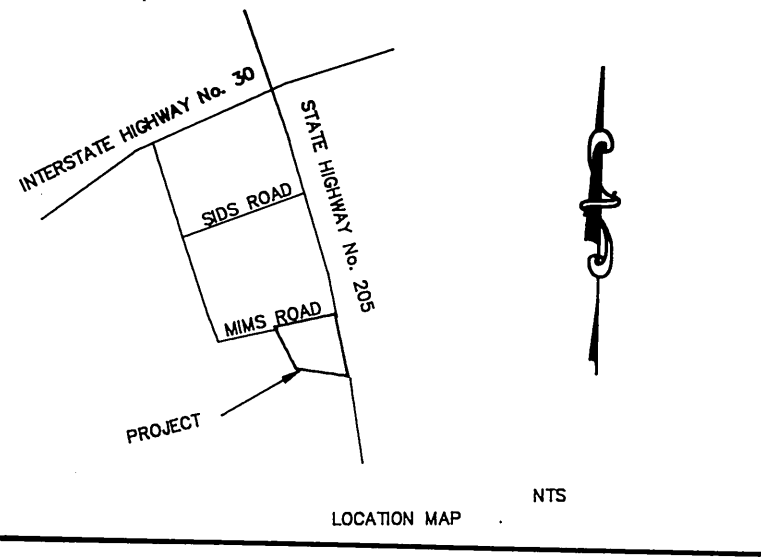 INTERSTATE HIGHWAY No. 30
STATE HIGHWAY No. 205
SIDS ROAD
MIMS ROAD
PROJECT
NTS
LOCATION MAP